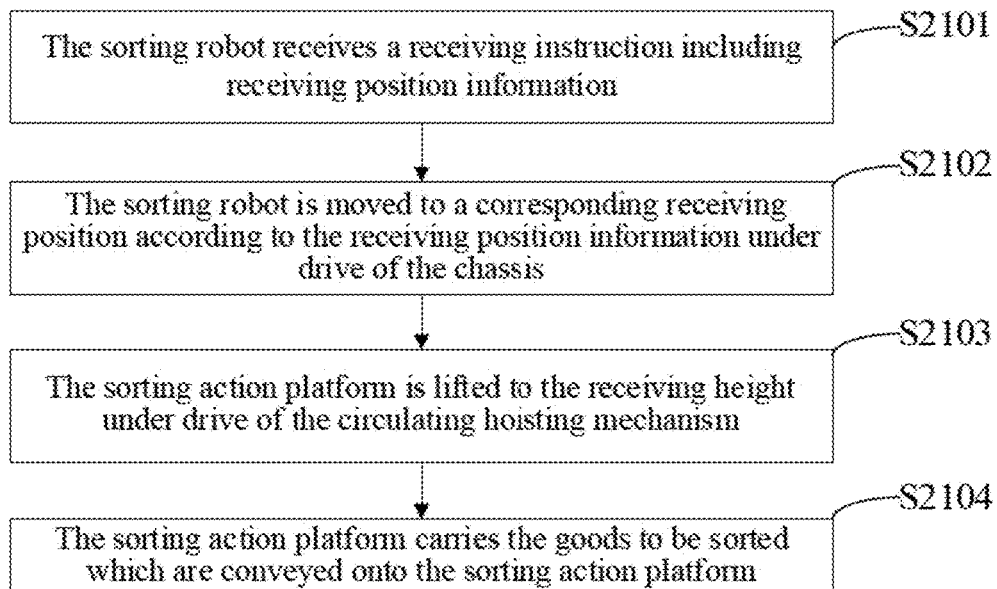 S2101
The sorting robot receives a receiving instruction including
receiving position information
S2102
The sorting robot is moved to a corresponding receiving
position according to the receiving position information under
drive of the chassis
S2103
The sorting action platform is lifted to the receiving height
under drive of the circulating hoisting mechanism
S2104
The sorting action platform carries the goods to be sorted
which are conveyed onto the sorting action platform